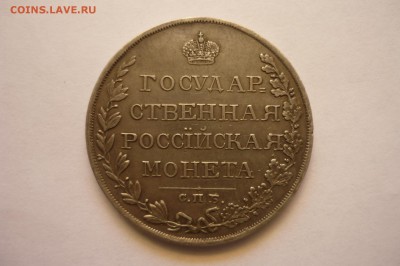 COINS.LAVE.RU
ГОСУДАР-
СТВЕННАЯ
РОССІЙСКАЯ
МОНЕТА
С.П.Б.